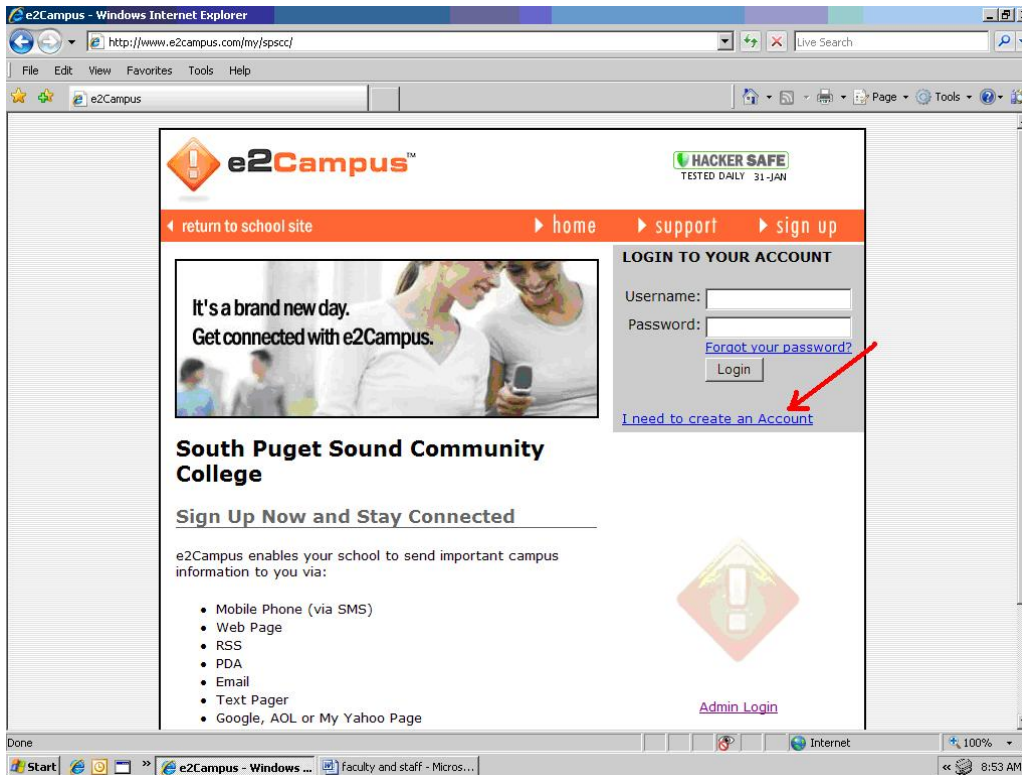 e2Campus - Windows Internet Explorer
http://www.e2campus.com/my/spscc/
Live Search
File Edit View Favorites Tools Help
e2Campus
Page Tools
e2Campus™
HACKER SAFE
TESTED DAILY 31-JAN
return to school site
home support sign up
It's a brand new day.
Get connected with e2Campus.
LOGIN TO YOUR ACCOUNT
Username:
Password:
Forgot your password?
Login
I need to create an Account
South Puget Sound Community
College
Sign Up Now and Stay Connected
e2Campus enables your school to send important campus
information to you via:
• Mobile Phone (via SMS)
• Web Page
• RSS
• PDA
• Email
• Text Pager
• Google, AOL or My Yahoo Page
Admin Login
Done
Internet
100%
Start
e2Campus - Windows ...
faculty and staff - Micros...
8:53 AM